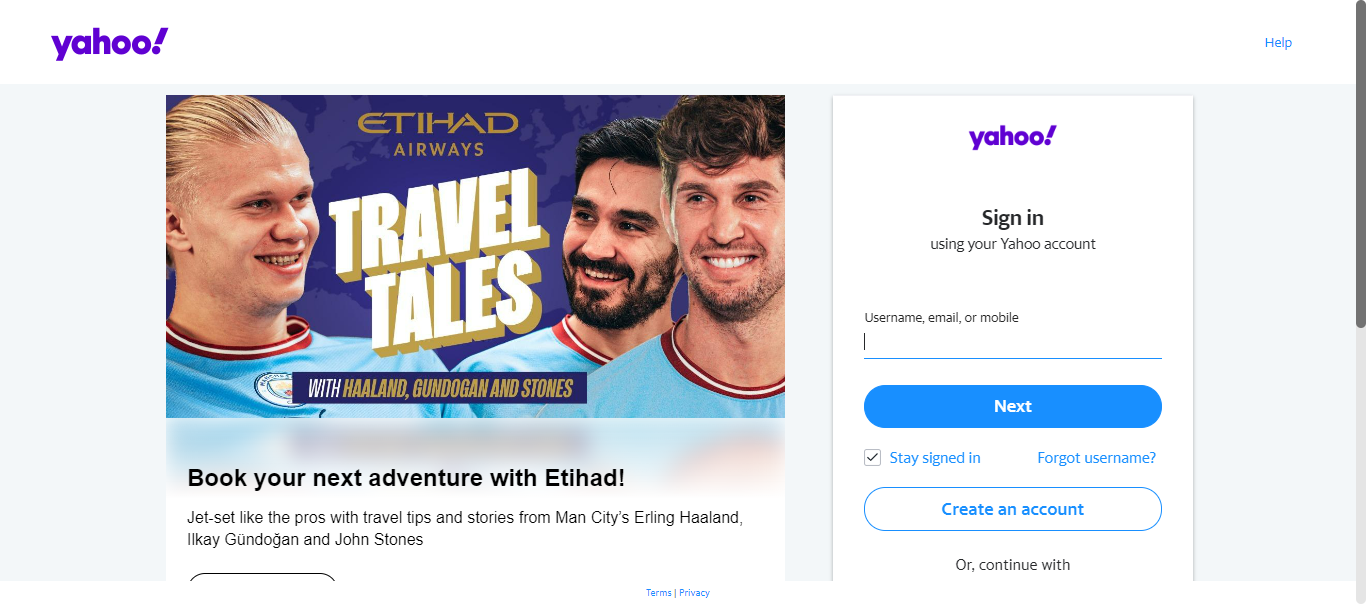 yahoo!
Help
ETIHAD
AIRWAYS
TRAVEL
TALES
WITH HAALAND, GUNDOGAN AND STONES
Book your next adventure with Etihad!
Jet-set like the pros with travel tips and stories from Man City’s Erling Haaland,
Ilkay Gündoğan and John Stones
yahoo!
Sign in
using your Yahoo account
Username, email, or mobile
Next
Stay signed in
Forgot username?
Create an account
Or, continue with
Terms | Privacy